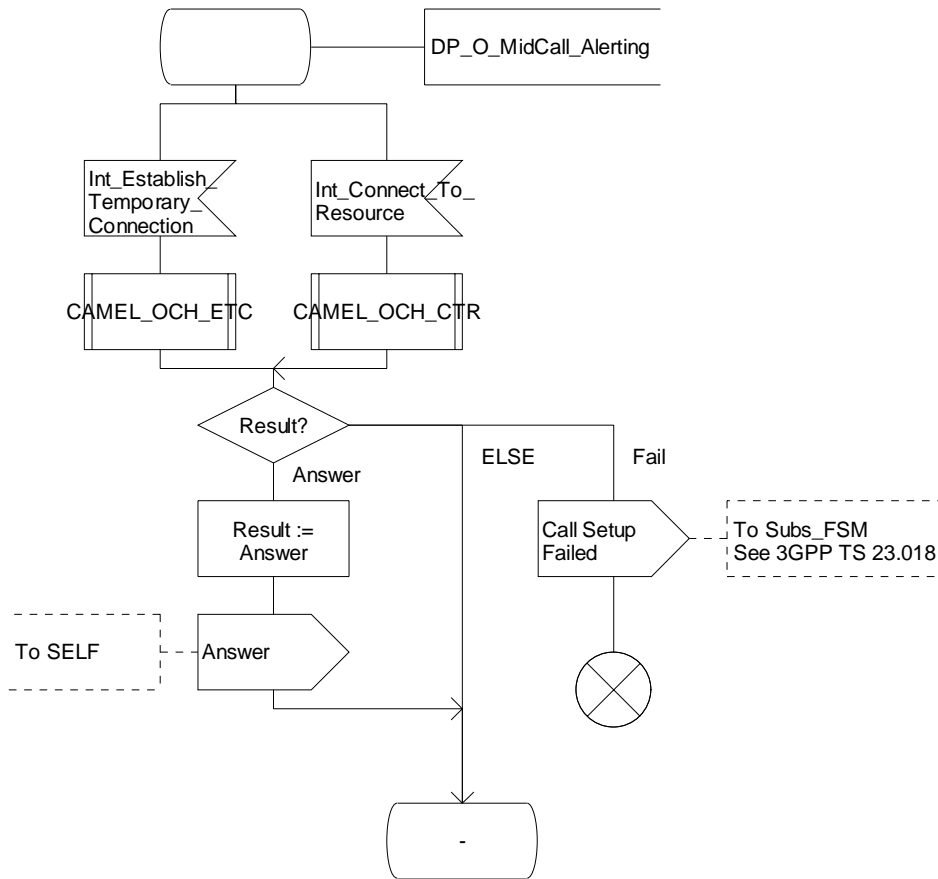 DP_O_MidCall_Alerting
Int_Establish_
Temporary_
Connection
Int_Connect_To_
Resource
CAMEL_OCH_ETC
CAMEL_OCH_CTR
Result?
ELSE
Fail
Answer
Result :=
Answer
Call Setup
Failed
To Subs_FSM
See 3GPP TS 23.018
To SELF
Answer
-